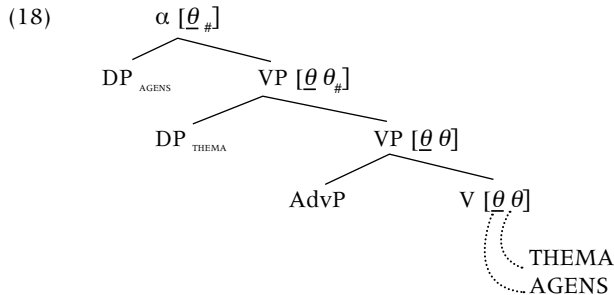 (18) α [θ #]
DP AGENS VP [θ θ#]
DP THEMA VP [θ θ]
AdvP V [θ θ]
THEMA
AGENS